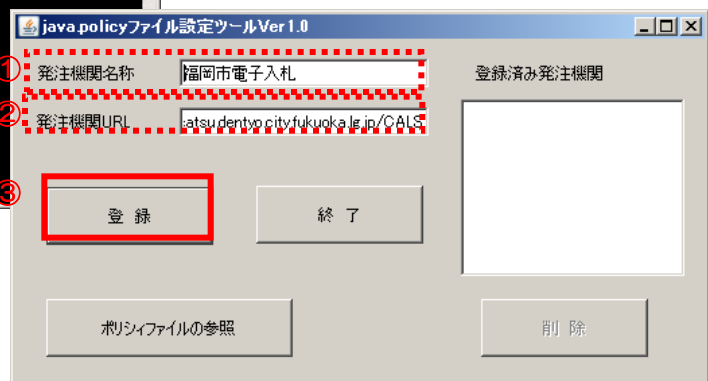 java.policyファイル設定ツールVer1.0
① 発注機関名称 福岡市電子入札 登録済み発注機関
② 発注機関URL :atsu.dentyo.city.fukuoka.lg.jp/CALS
③ 登 録 終 了
ポリシィファイルの参照 削 除